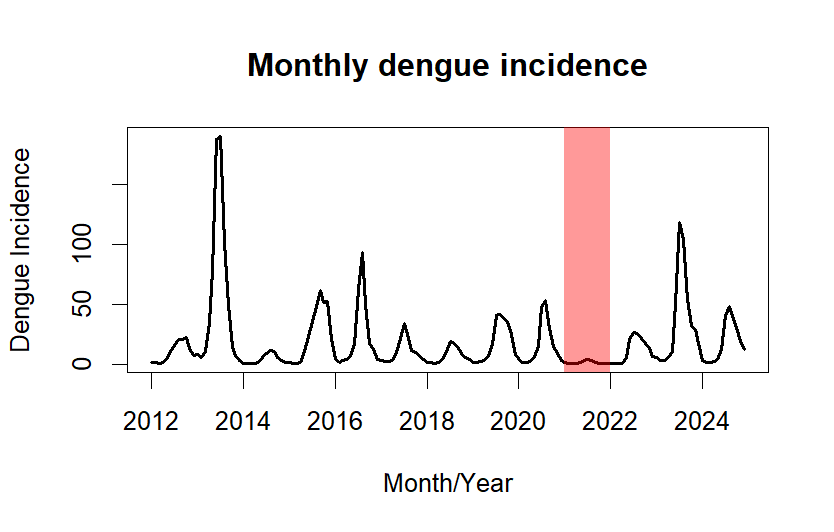 Monthly dengue incidence
Dengue Incidence
100
50
0
2012 2014 2016 2018 2020 2022 2024
Month/Year